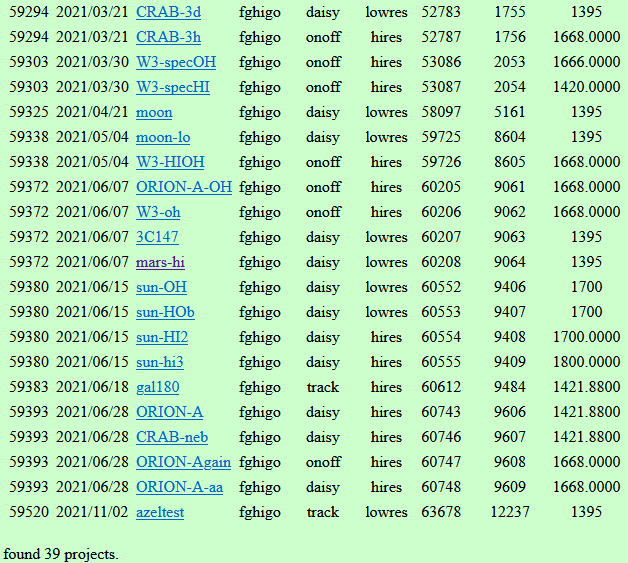 59294 2021/03/21 CRAB-3d fghigo daisy lowres 52783 1755 1395
59294 2021/03/21 CRAB-3h fghigo onoff hires 52787 1756 1668.0000
59303 2021/03/30 W3-specOH fghigo onoff hires 53086 2053 1666.0000
59303 2021/03/30 W3-specHI fghigo onoff hires 53087 2054 1420.0000
59325 2021/04/21 moon fghigo daisy lowres 58097 5161 1395
59338 2021/05/04 moon-lo fghigo daisy lowres 59725 8604 1395
59338 2021/05/04 W3-HIOH fghigo onoff hires 59726 8605 1668.0000
59372 2021/06/07 ORION-A-OH fghigo onoff hires 60205 9061 1668.0000
59372 2021/06/07 W3-oh fghigo onoff hires 60206 9062 1668.0000
59372 2021/06/07 3C147 fghigo daisy lowres 60207 9063 1395
59372 2021/06/07 mars-hi fghigo daisy lowres 60208 9064 1395
59380 2021/06/15 sun-OH fghigo daisy lowres 60552 9406 1700
59380 2021/06/15 sun-HOb fghigo daisy lowres 60553 9407 1700
59380 2021/06/15 sun-HI2 fghigo daisy hires 60554 9408 1700.0000
59380 2021/06/15 sun-hi3 fghigo daisy hires 60555 9409 1800.0000
59383 2021/06/18 gal180 fghigo track hires 60612 9484 1421.8800
59393 2021/06/28 ORION-A fghigo daisy hires 60743 9606 1421.8800
59393 2021/06/28 CRAB-neb fghigo daisy hires 60746 9607 1421.8800
59393 2021/06/28 ORION-Again fghigo onoff hires 60747 9608 1668.0000
59393 2021/06/28 ORION-A-aa fghigo daisy hires 60748 9609 1668.0000
59520 2021/11/02 azeltest fghigo track lowres 63678 12237 1395
found 39 projects.